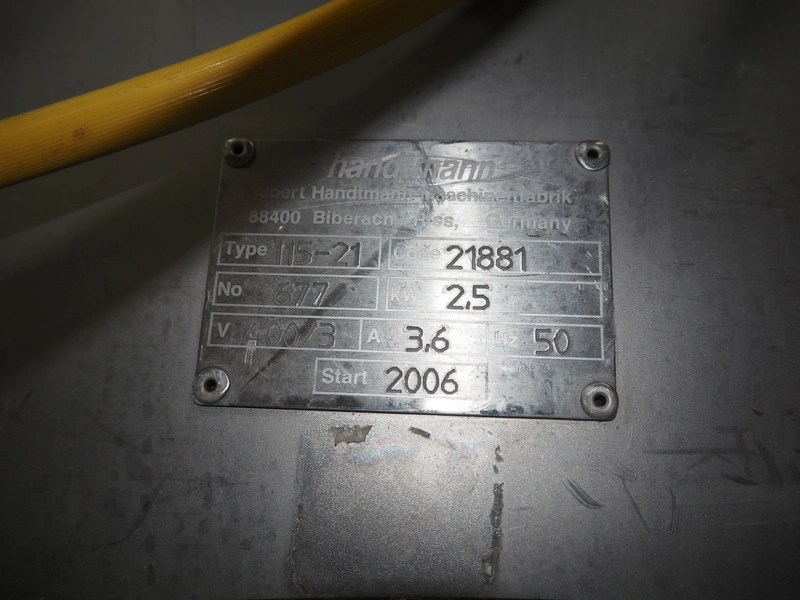 handtmann
Albert Handtmann Maschinenfabrik
88400 Biberach/Riss, Germany
Type 115-21 Code 21881
No 677 kW 2.5
V 400/3 A 3,6 Hz 50
Start 2006